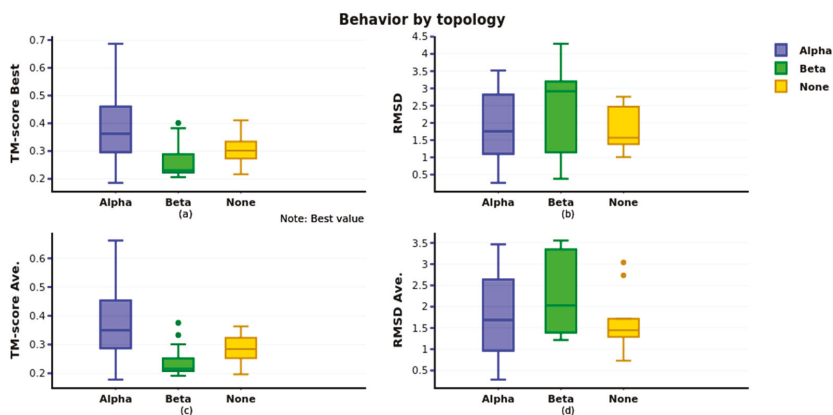 Behavior by topology
TM-score Best
0.7
0.6
0.5
0.4
0.3
0.2
Alpha Beta None
(a)
Note: Best value
RMSD
4.5
4
3.5
3
2.5
2
1.5
1
0.5
Alpha Beta None
(b)
Alpha
Beta
None
TM-score Ave.
0.6
0.5
0.4
0.3
0.2
Alpha Beta None
(c)
RMSD Ave.
3.5
3
2.5
2
1.5
1
0.5
Alpha Beta None
(d)